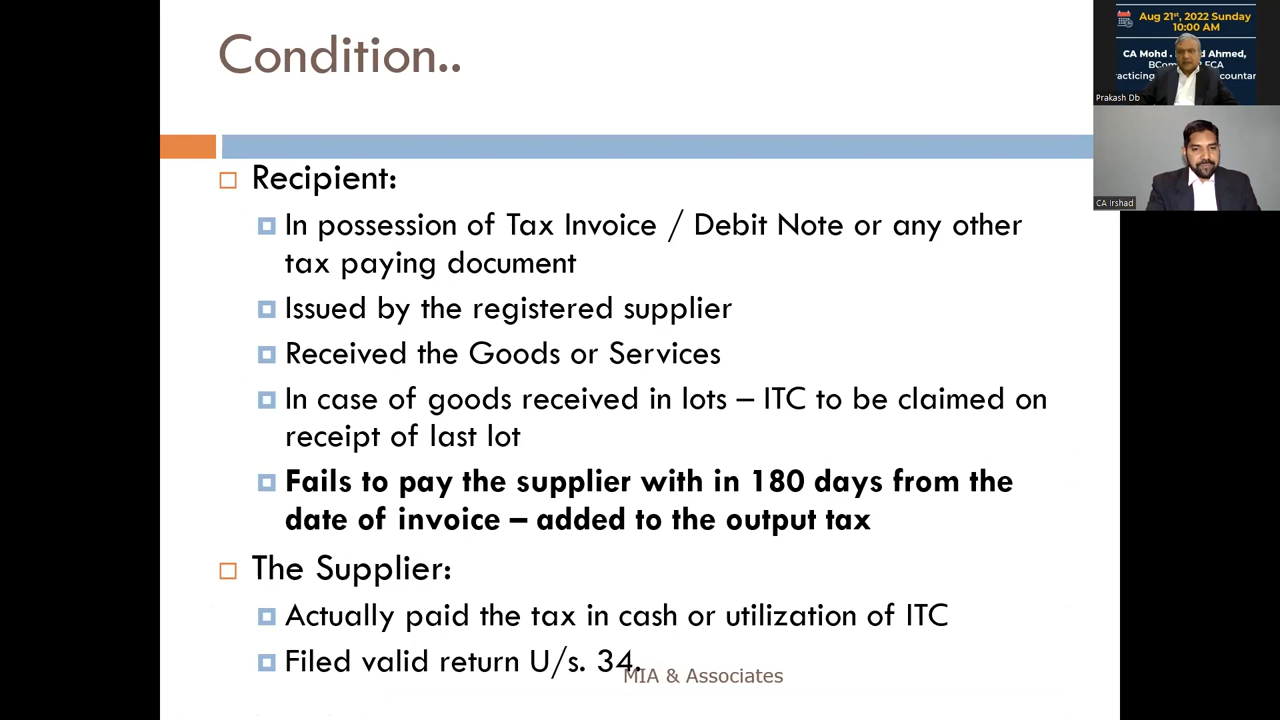 Condition..
Recipient:
In possession of Tax Invoice / Debit Note or any other
tax paying document
Issued by the registered supplier
Received the Goods or Services
In case of goods received in lots – ITC to be claimed on
receipt of last lot
Fails to pay the supplier with in 180 days from the
date of invoice – added to the output tax
The Supplier:
Actually paid the tax in cash or utilization of ITC
Filed valid return U/s. 34.
MIA & Associates
Aug 21st, 2022 Sunday
10:00 AM
CA Mohd . Ahmed,
FCA
Prakash Db
CA Irshad